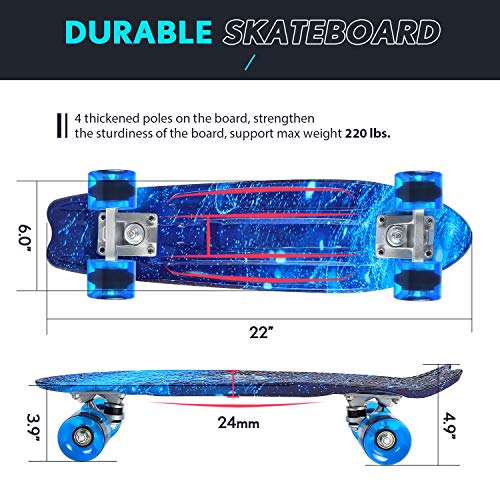 DURABLE SKATEBOARD
4 thickened poles on the board, strengthen
the sturdiness of the board, support max weight 220 lbs.
6.0"
22"
24mm
3.9"
4.9"